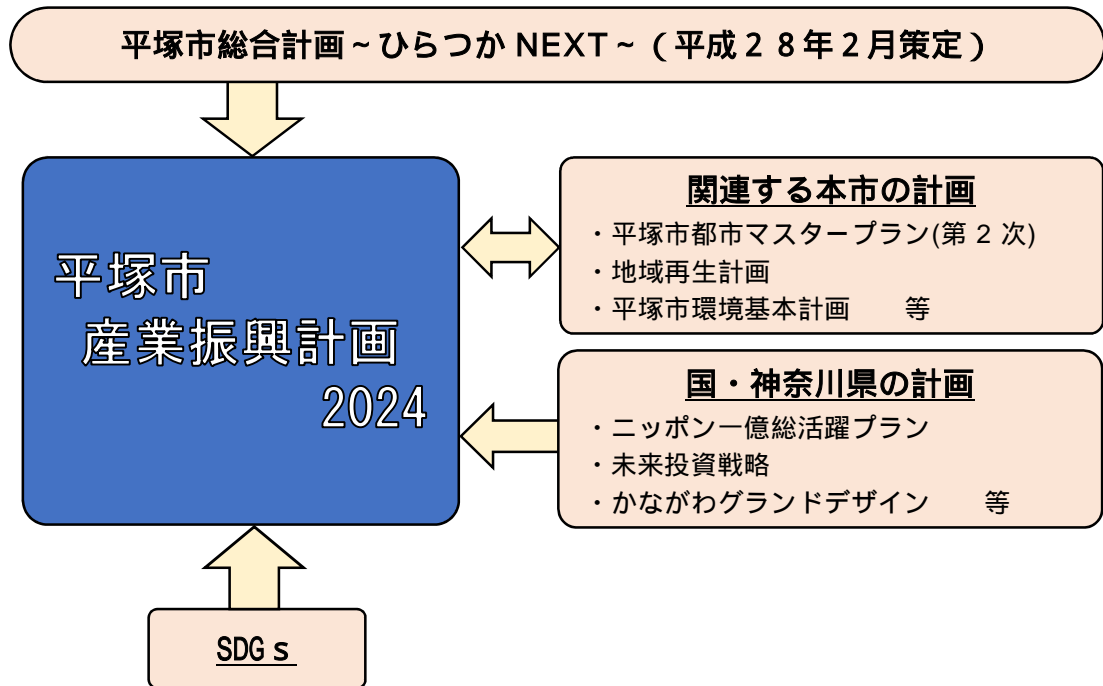 平塚市総合計画~ひらつか NEXT~(平成28年2月策定)
平塚市
産業振興計画
2024
関連する本市の計画
・平塚市都市マスタープラン(第2次)
・地域再生計画
・平塚市環境基本計画　　等
国・神奈川県の計画
・ニッポン一億総活躍プラン
・未来投資戦略
・かながわグランドデザイン　　等
SDGs